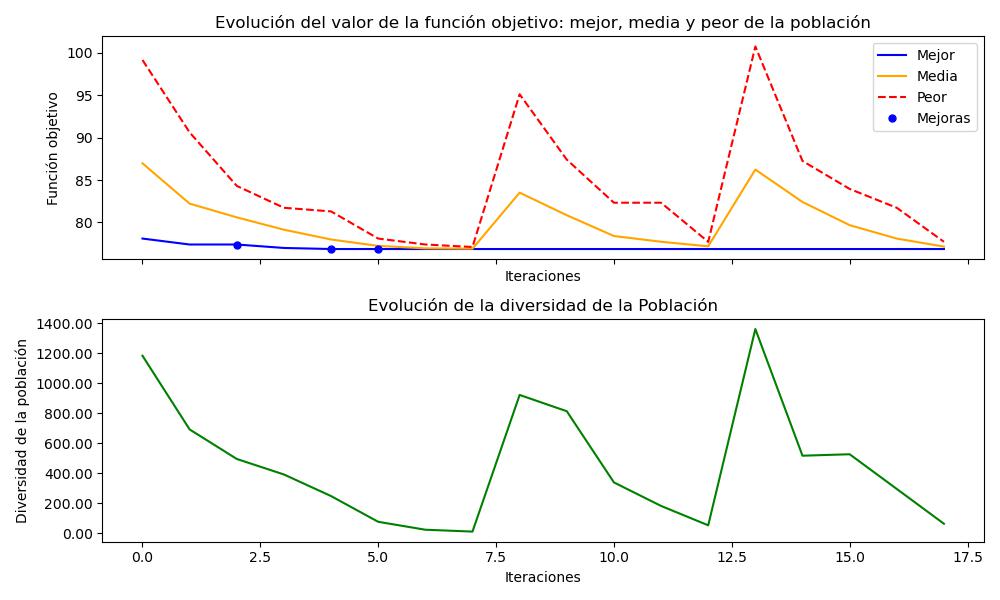 Evolución del valor de la función objetivo: mejor, media y peor de la población
Función objetivo
100
95
90
85
80
Mejor
Media
Peor
Mejoras
Iteraciones
Evolución de la diversidad de la Población
Diversidad de la población
1400.00
1200.00
1000.00
800.00
600.00
400.00
200.00
0.00
0.0 2.5 5.0 7.5 10.0 12.5 15.0 17.5
Iteraciones